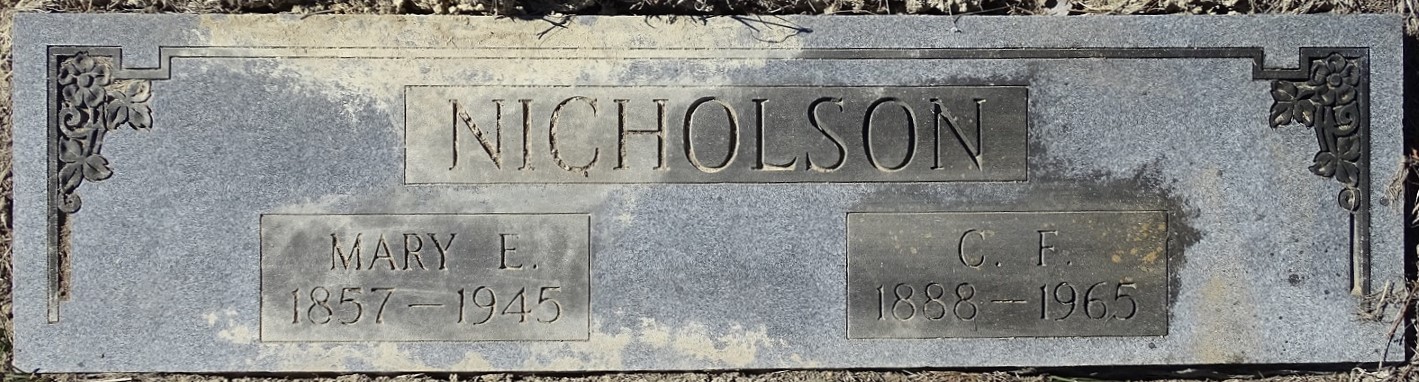 NICHOLSON
MARY E.
1857 – 1945
C. F.
1888 – 1965